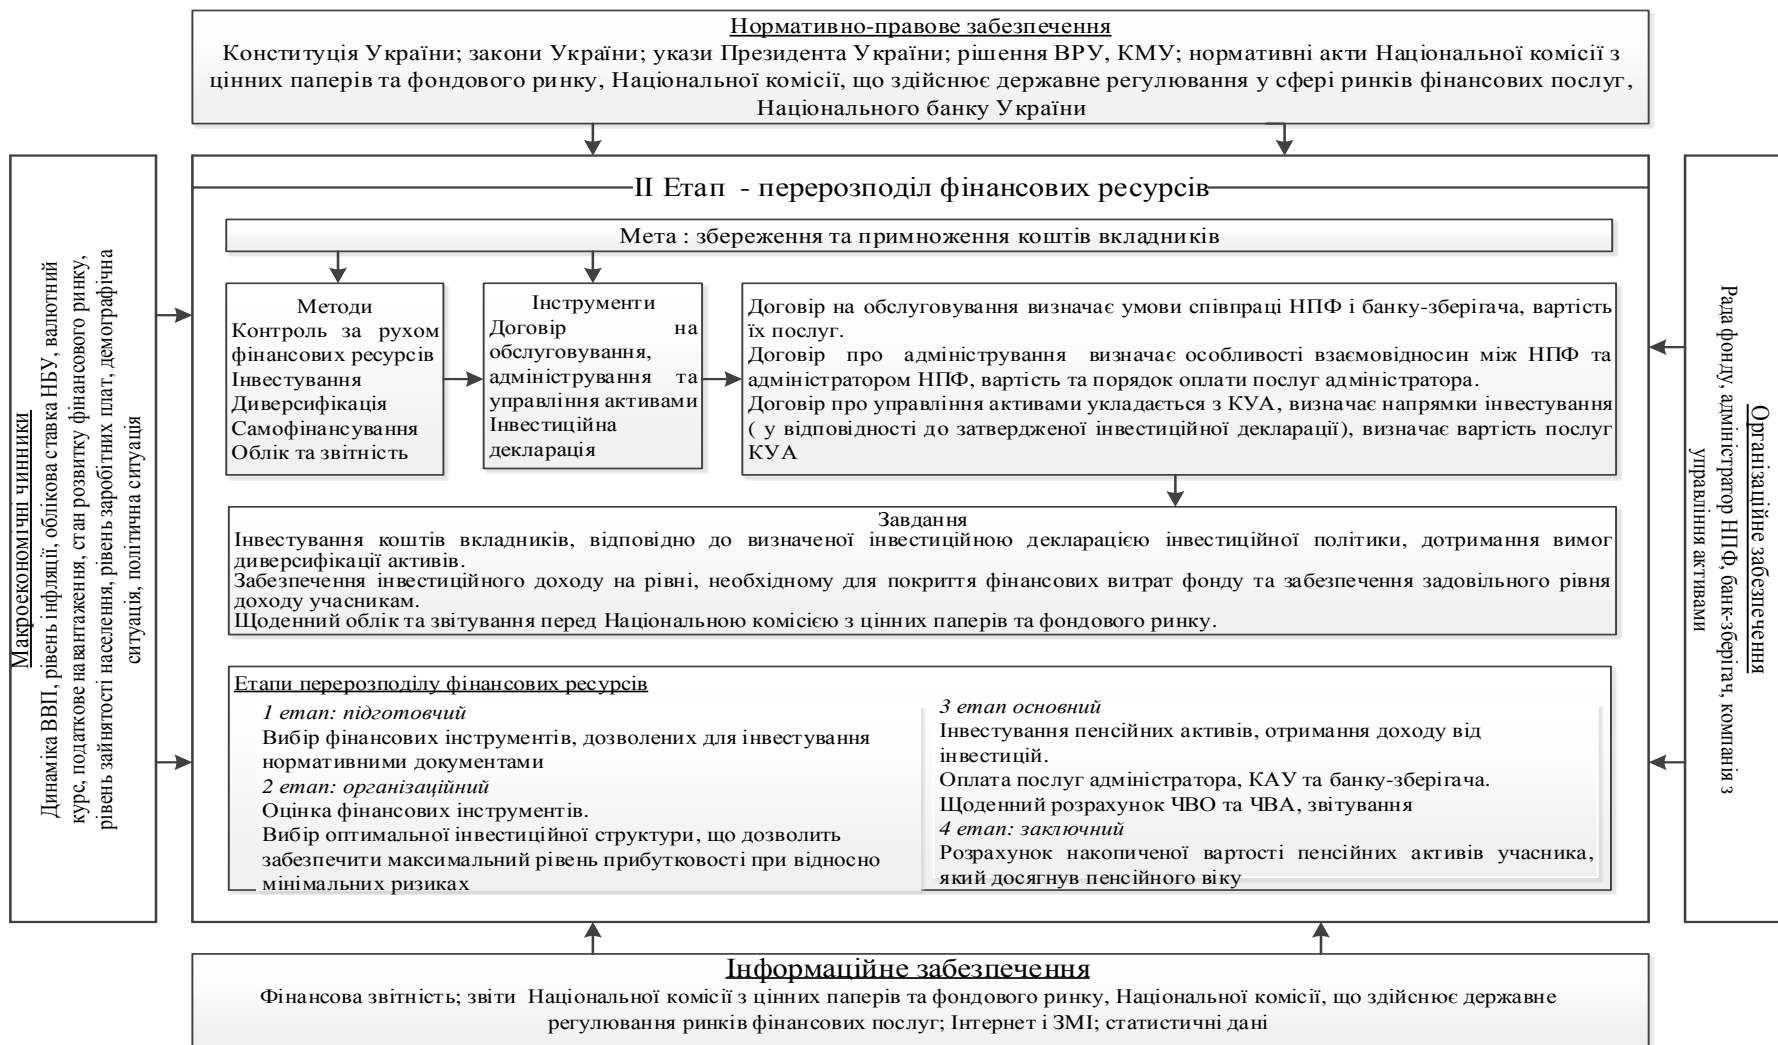 Нормативно-правове забезпечення
Конституція України; закони України; укази Президента України; рішення ВРУ, КМУ; нормативні акти Національної комісії з
цінних паперів та фондового ринку, Національної комісії, що здійснює державне регулювання у сфері ринків фінансових послуг,
Національного банку України
Макроекономічні чинники
Динаміка ВВП, рівень інфляції, облікова ставка НБУ, валютний
курс, податкове навантаження, стан розвитку фінансового ринку,
рівень зайнятості населення, рівень заробітних плат, демографічна
ситуація, політична ситуація
ІІ Етап - перерозподіл фінансових ресурсів
Мета : збереження та примноження коштів вкладників
Методи
Контроль за рухом
фінансових ресурсів
Інвестування
Диверсифікація
Самофінансування
Облік та звітність
Інструменти
Договір на
обслуговування,
адміністрування та
управління активами
Інвестиційна
декларація
Договір на обслуговування визначає умови співпраці НПФ і банку-зберігача, вартість
їх послуг.
Договір про адміністрування визначає особливості взаємовідносин між НПФ та
адміністратором НПФ, вартість та порядок оплати послуг адміністратора.
Договір про управління активами укладається з КУА, визначає напрямки інвестування
( у відповідності до затвердженої інвестиційної декларації), визначає вартість послуг
КУА
Завдання
Інвестування коштів вкладників, відповідно до визначеної інвестиційною декларацією інвестиційної політики, дотримання вимог
диверсифікації активів.
Забезпечення інвестиційного доходу на рівні, необхідному для покриття фінансових витрат фонду та забезпечення задовільного рівня
доходу учасникам.
Щоденний облік та звітування перед Національною комісією з цінних паперів та фондового ринку.
Етапи перерозподілу фінансових ресурсів
1 етап: підготовчий
Вибір фінансових інструментів, дозволених для інвестування
нормативними документами
2 етап: організаційний
Оцінка фінансових інструментів.
Вибір оптимальної інвестиційної структури, що дозволить
забезпечити максимальний рівень прибутковості при відносно
мінімальних ризиках
3 етап основний
Інвестування пенсійних активів, отримання доходу від
інвестицій.
Оплата послуг адміністратора, КАУ та банку-зберігача.
Щоденний розрахунок ЧВО та ЧВА, звітування
4 етап: заключний
Розрахунок накопиченої вартості пенсійних активів учасника,
який досягнув пенсійного віку
Організаційне забезпечення
Рада фонду, адміністратор НПФ, банк-зберігач, компанія з
управління активами
Інформаційне забезпечення
Фінансова звітність; звіти Національної комісії з цінних паперів та фондового ринку, Національної комісії, що здійснює державне
регулювання ринків фінансових послуг; Інтернет і ЗМІ; статистичні дані